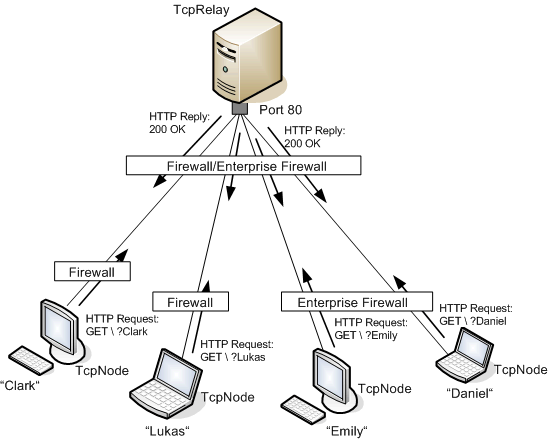 TcpRelay
Port 80
HTTP Reply:
200 OK
HTTP Reply:
200 OK
Firewall/Enterprise Firewall
Firewall
Firewall
Enterprise Firewall
HTTP Request:
GET \ ?Clark
HTTP Request:
GET \ ?Lukas
HTTP Request:
GET \ ?Emily
HTTP Request:
GET \ ?Daniel
TcpNode
"Clark"
TcpNode
"Lukas"
TcpNode
"Emily"
TcpNode
"Daniel"